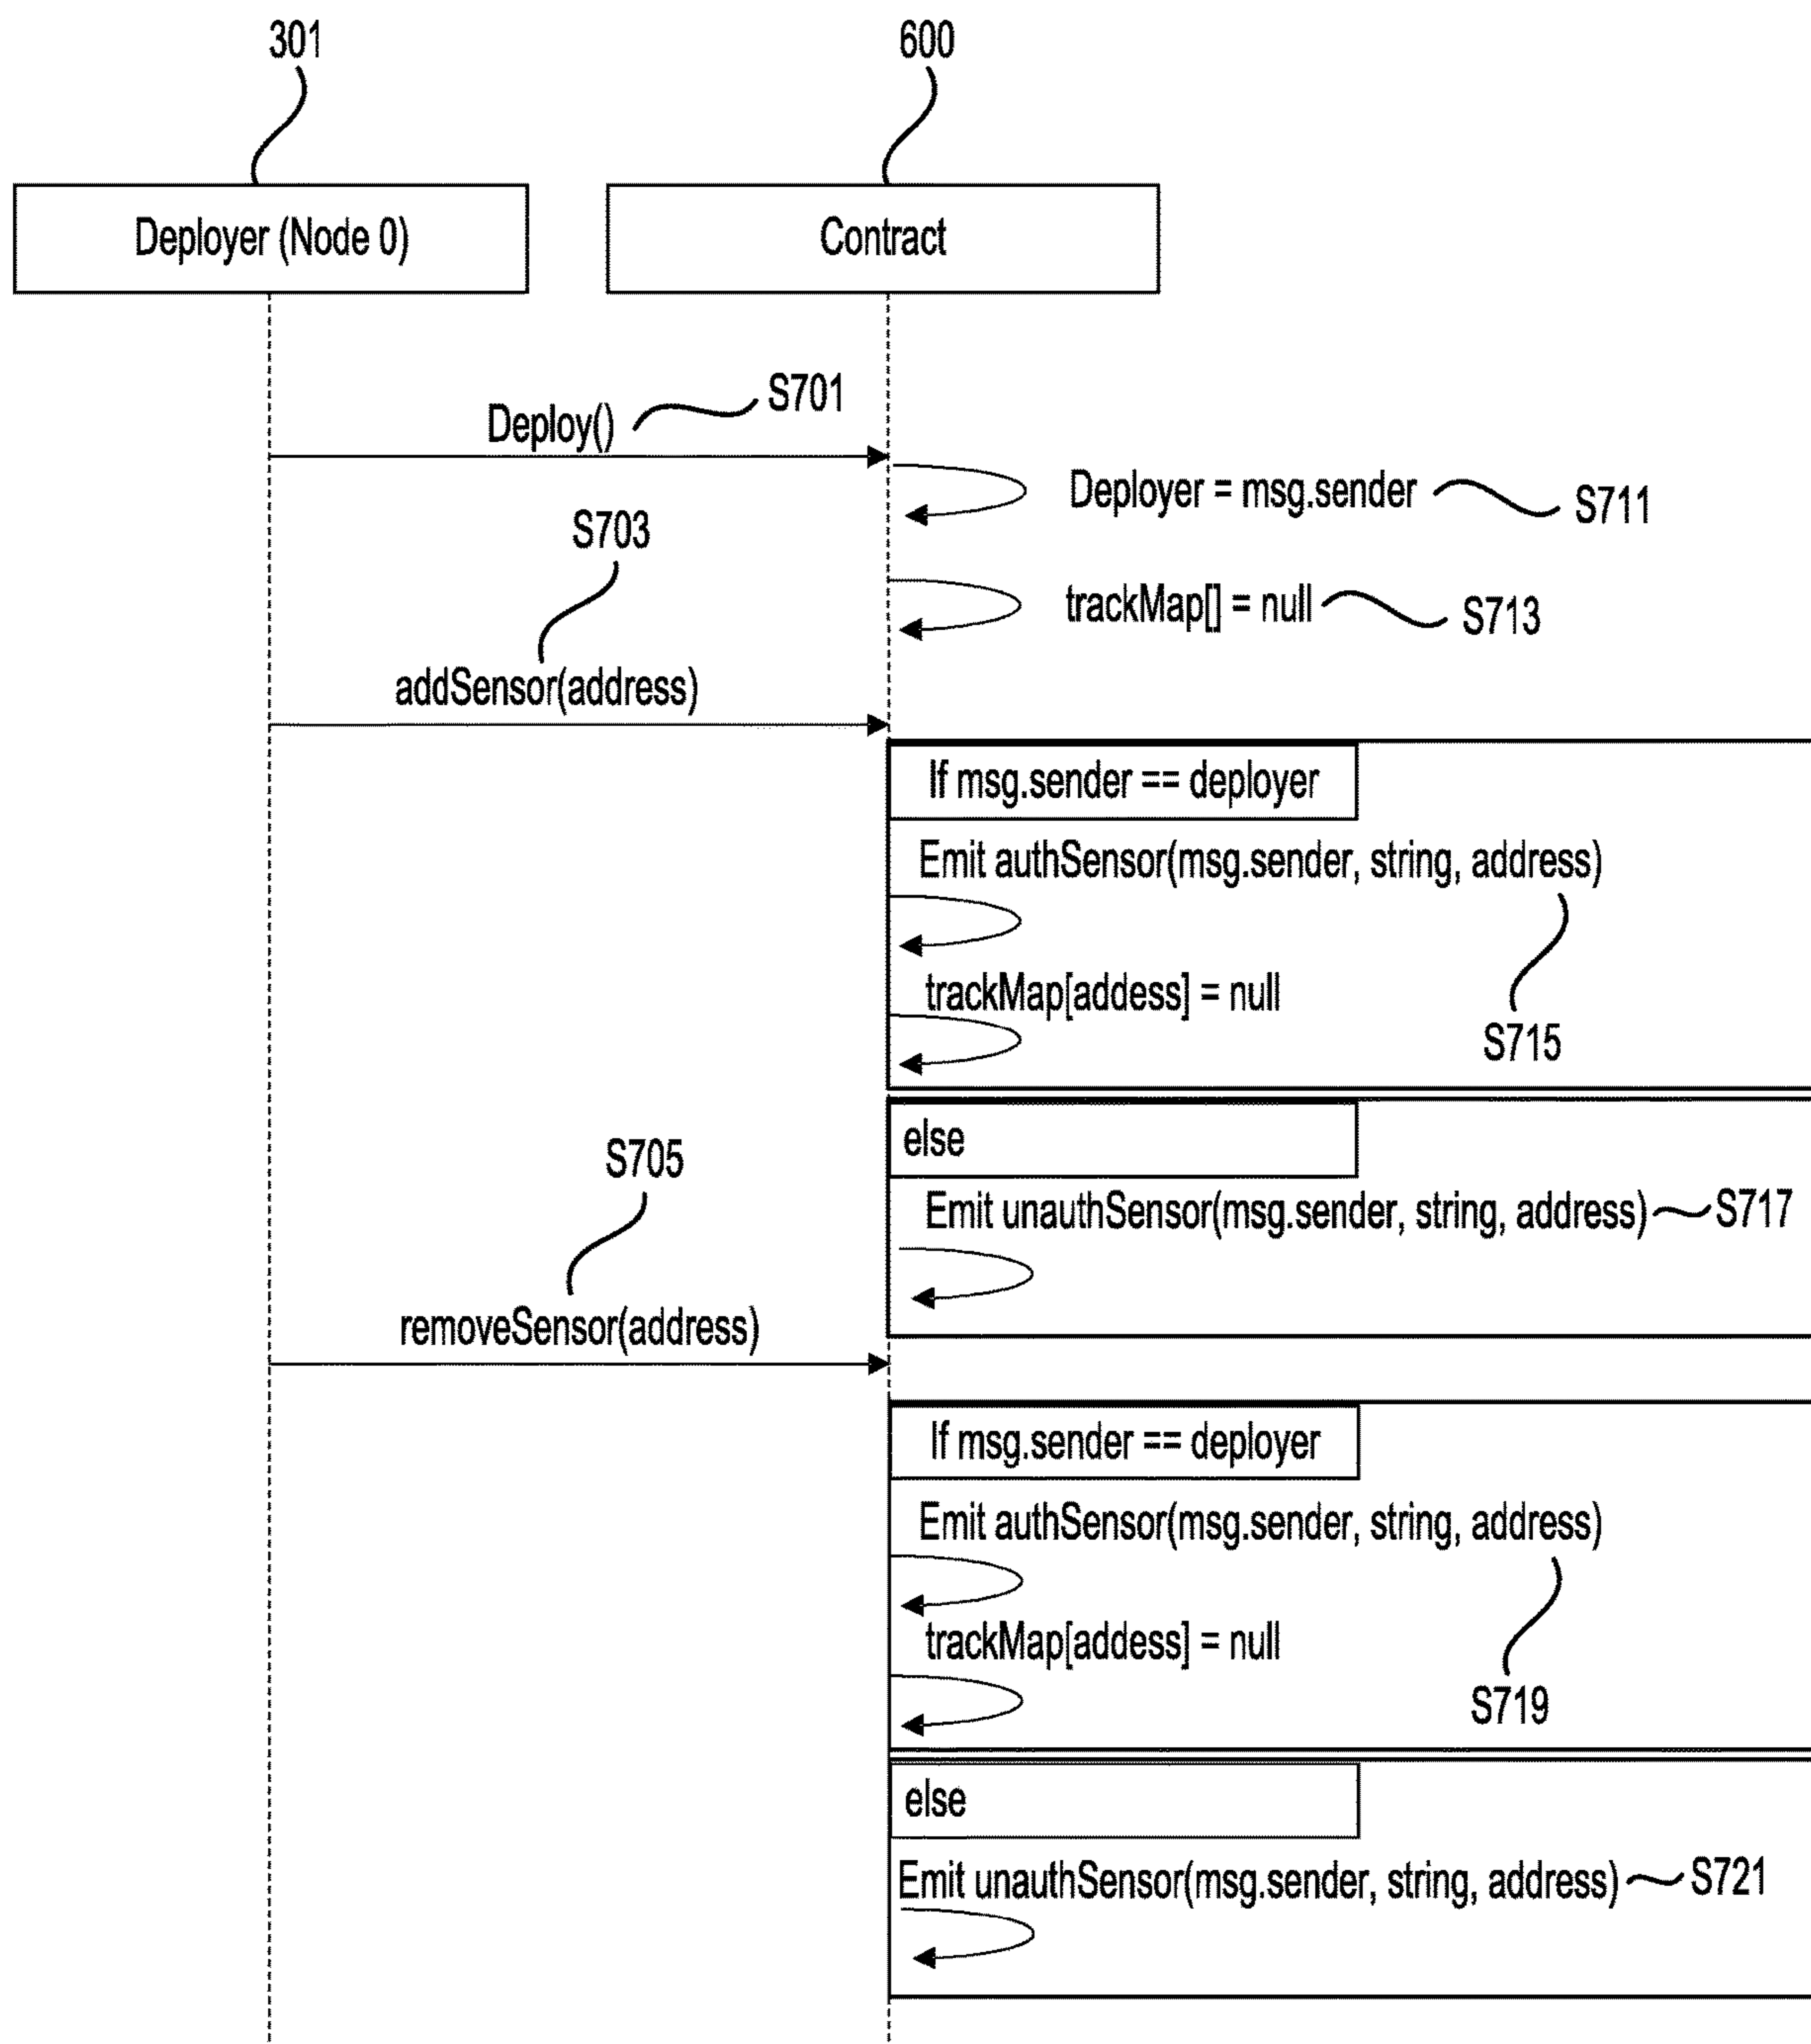 301
600
Deployer (Node 0)
Contract
S701
Deploy()
Deployer = msg.sender
S711
S703
trackMap[] = null
S713
addSensor(address)
If msg.sender == deployer
Emit authSensor(msg.sender, string, address)
trackMap[addess] = null
S715
else
S705
Emit unauthSensor(msg.sender, string, address)
S717
removeSensor(address)
If msg.sender == deployer
Emit authSensor(msg.sender, string, address)
trackMap[addess] = null
S719
else
Emit unauthSensor(msg.sender, string, address)
S721